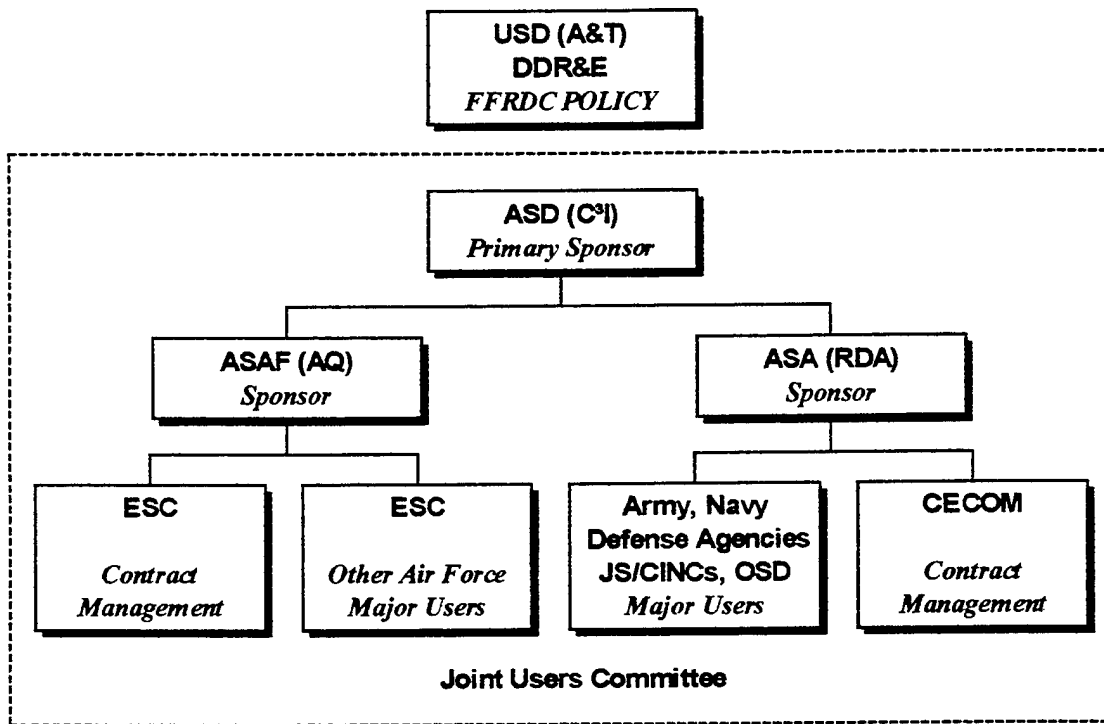 USD (A&T)
DDR&E
FFRDC POLICY
ASD (C³I)
Primary Sponsor
ASAF (AQ)
Sponsor
ASA (RDA)
Sponsor
ESC
Contract
Management
ESC
Other Air Force
Major Users
Army, Navy
Defense Agencies
JS/CINCs, OSD
Major Users
CECOM
Contract
Management
Joint Users Committee